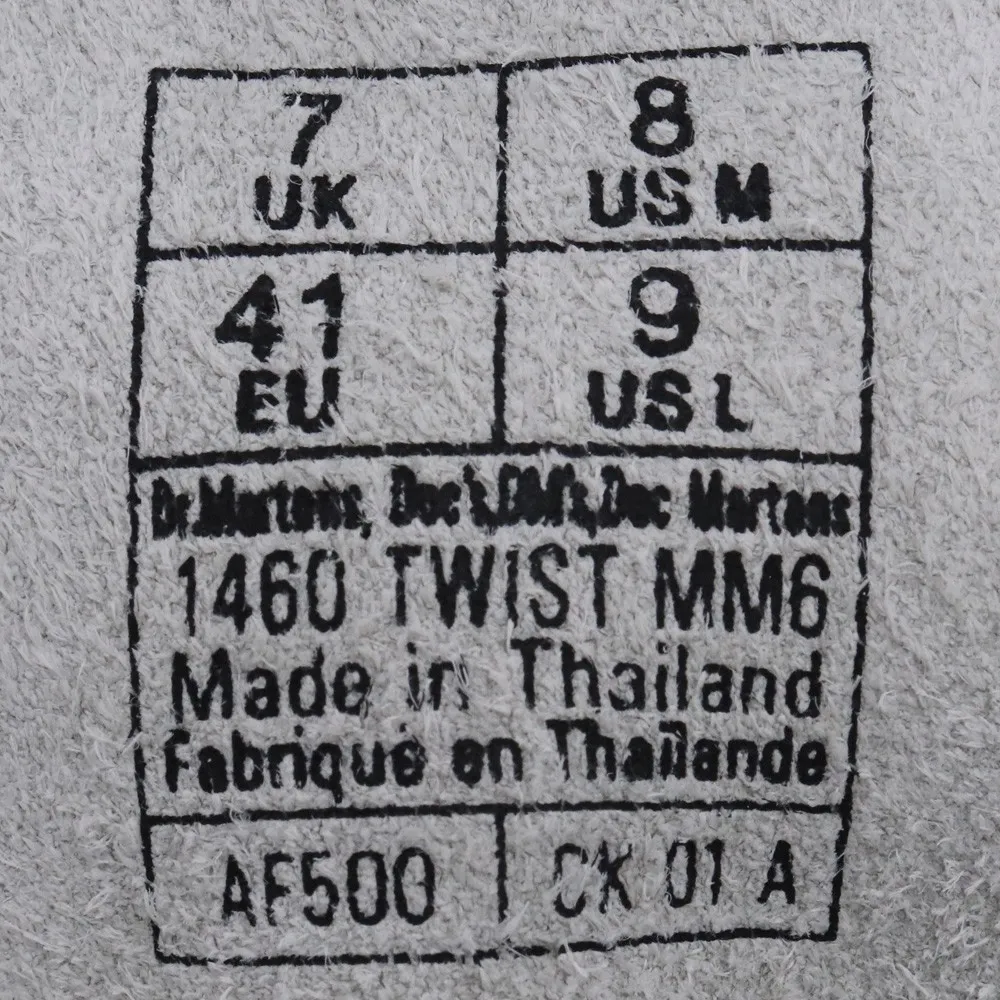 7
UK
8
US M
41
EU
9
US L
Dr.Martens, Doc's,DM's,Doc Martens
1460 TWIST MM6
Made in Thailand
Fabriqué en Thaïlande
AF500
CK 01 A